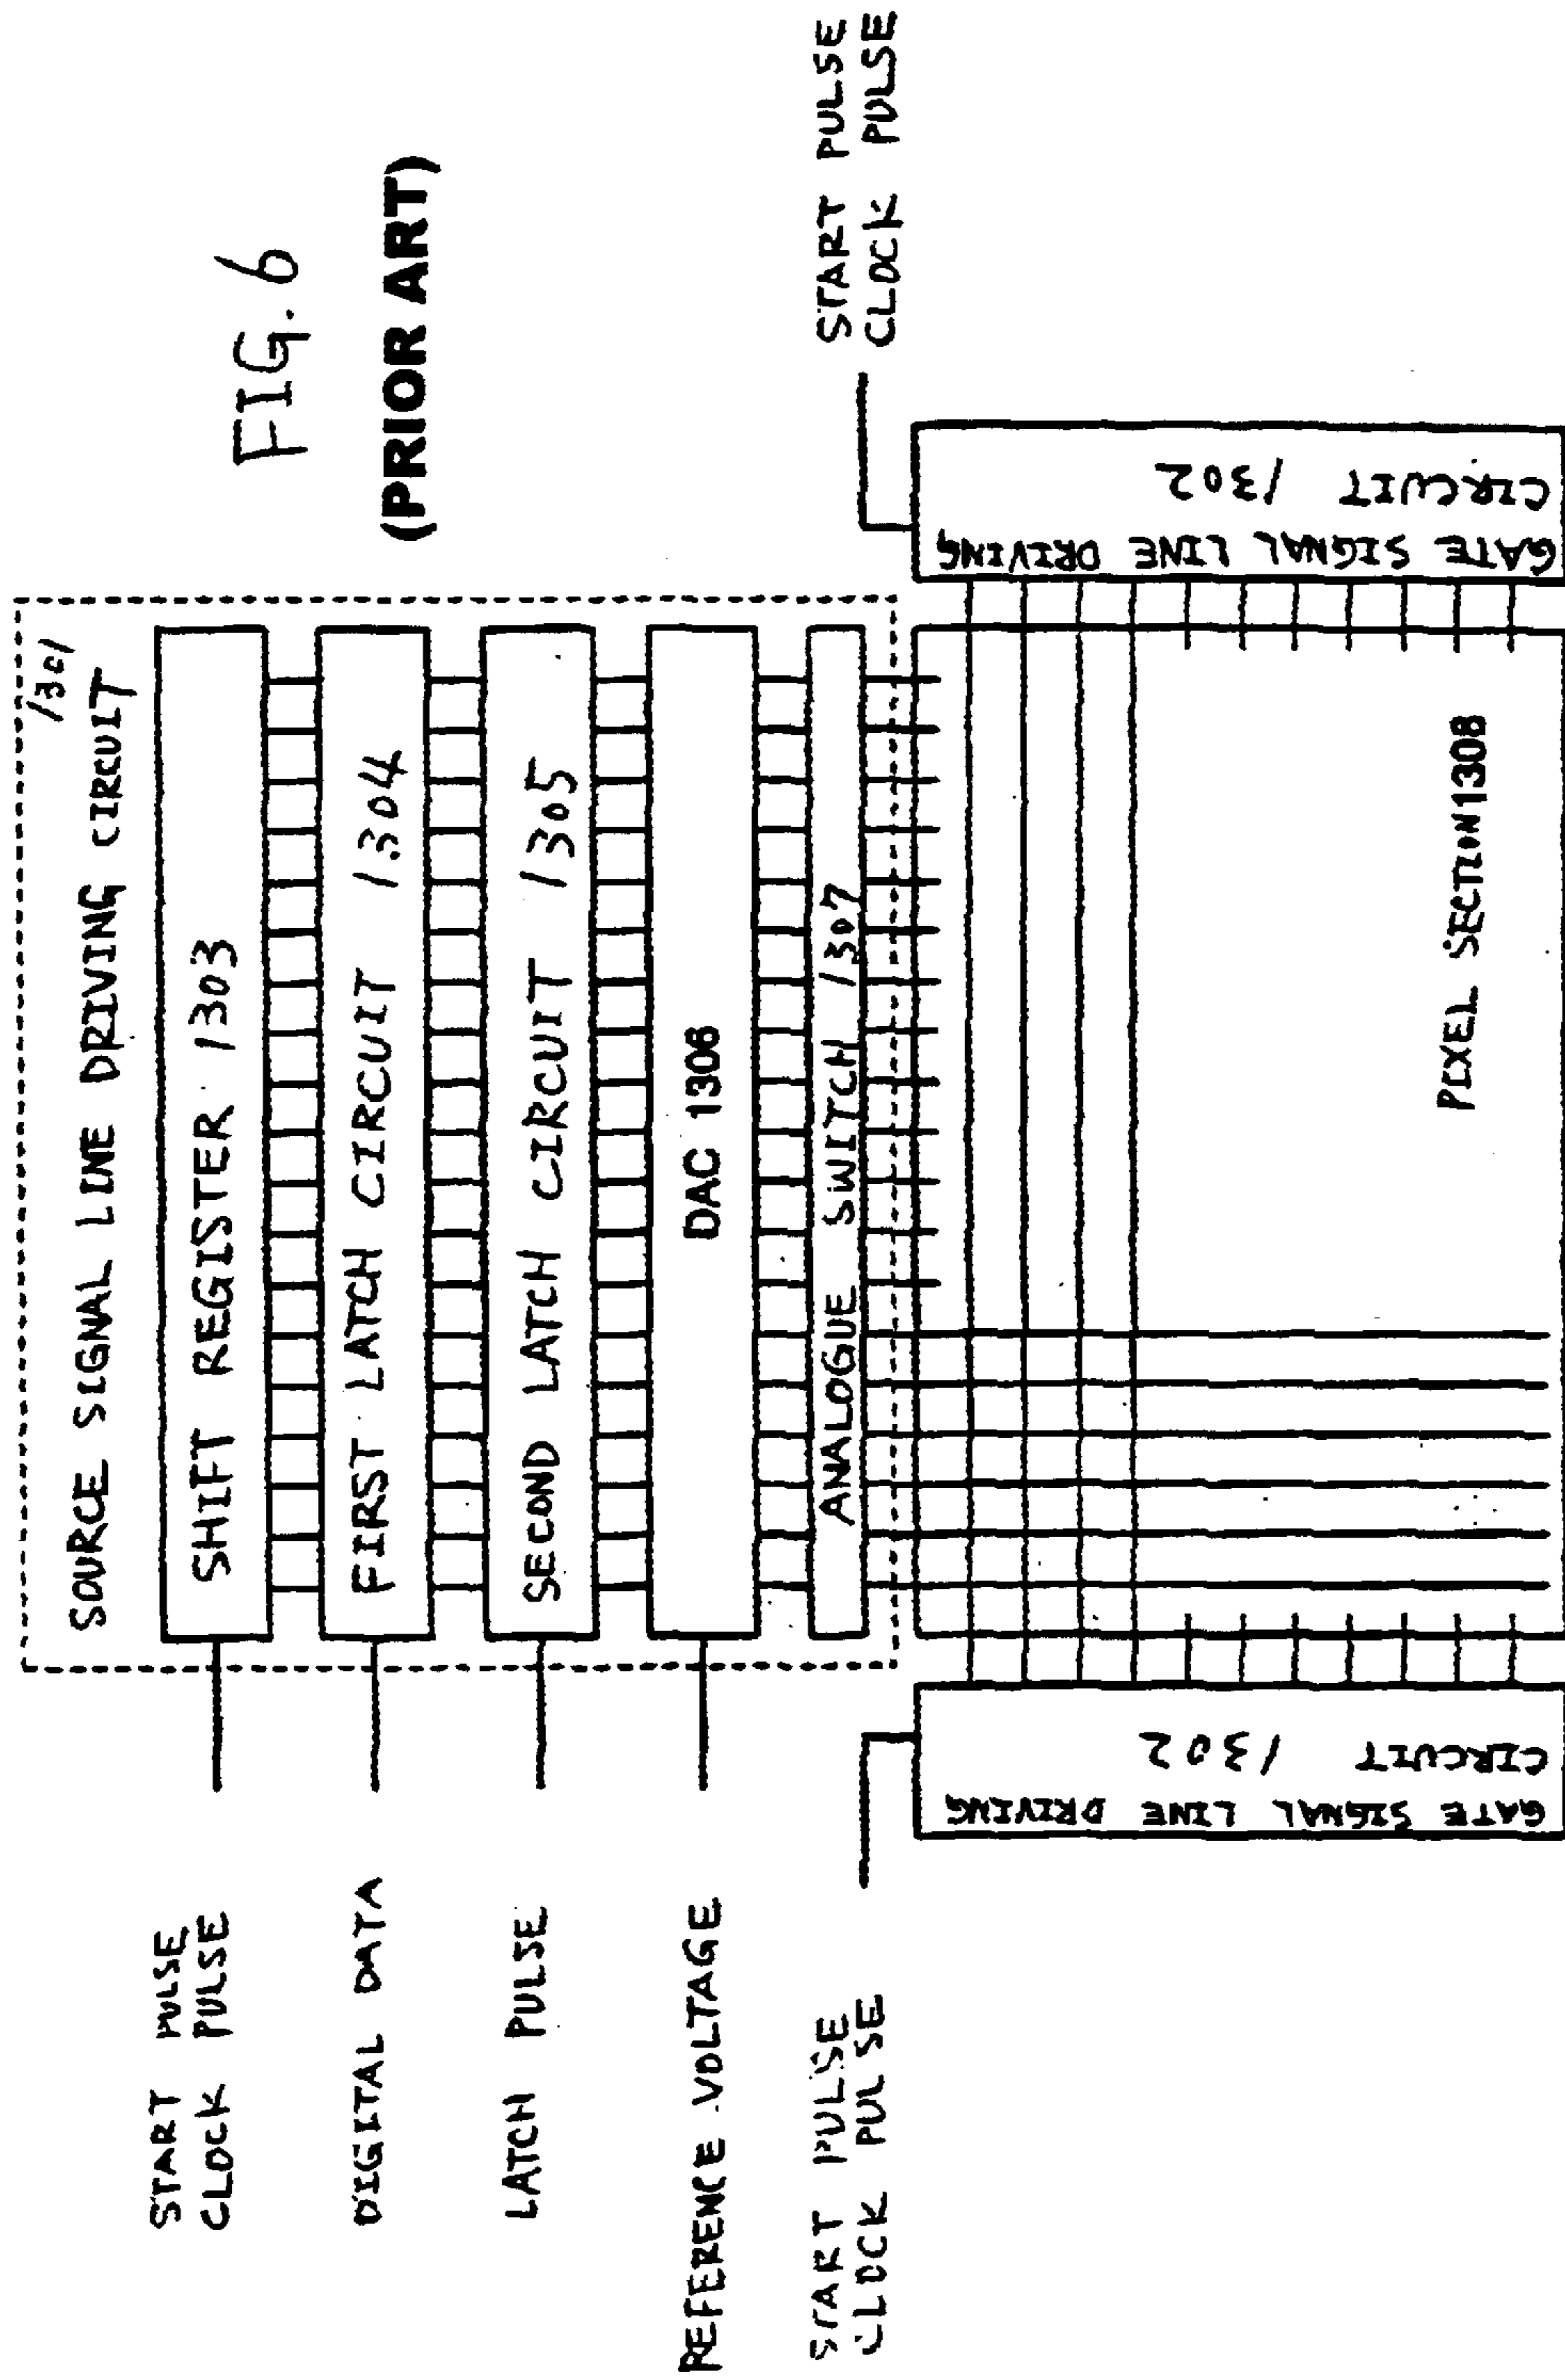 FIG. 6
(PRIOR ART)
1301
SOURCE SIGNAL LINE DRIVING CIRCUIT
START PULSE
CLOCK PULSE
SHIFT REGISTER 1303
DIGITAL DATA
FIRST LATCH CIRCUIT 1304
LATCH PULSE
SECOND LATCH CIRCUIT 1305
REFERENCE VOLTAGE
DAC 1306
ANALOGUE SWITCH 1307
START PULSE
CLOCK PULSE
START PULSE
CLOCK PULSE
GATE SIGNAL LINE DRIVING
CIRCUIT 1302
PIXEL SECTION 1308
GATE SIGNAL LINE DRIVING
CIRCUIT 1302